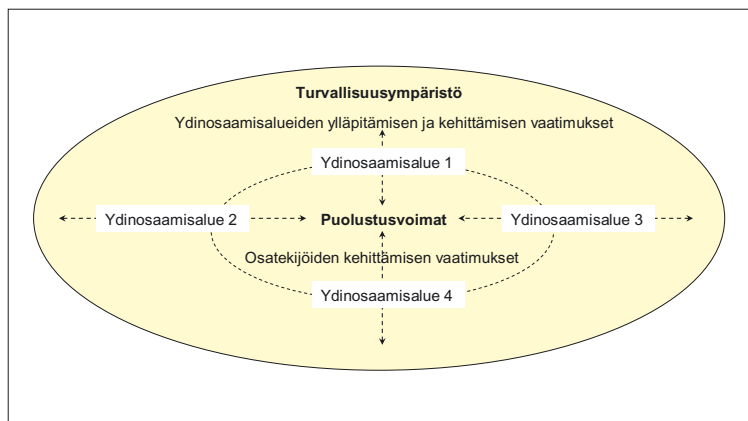 Turvallisuusympäristö
Ydinosaamisalueiden ylläpitämisen ja kehittämisen vaatimukset
Ydinosaamisalue 1
Ydinosaamisalue 2
Puolustusvoimat
Ydinosaamisalue 3
Osatekijöiden kehittämisen vaatimukset
Ydinosaamisalue 4